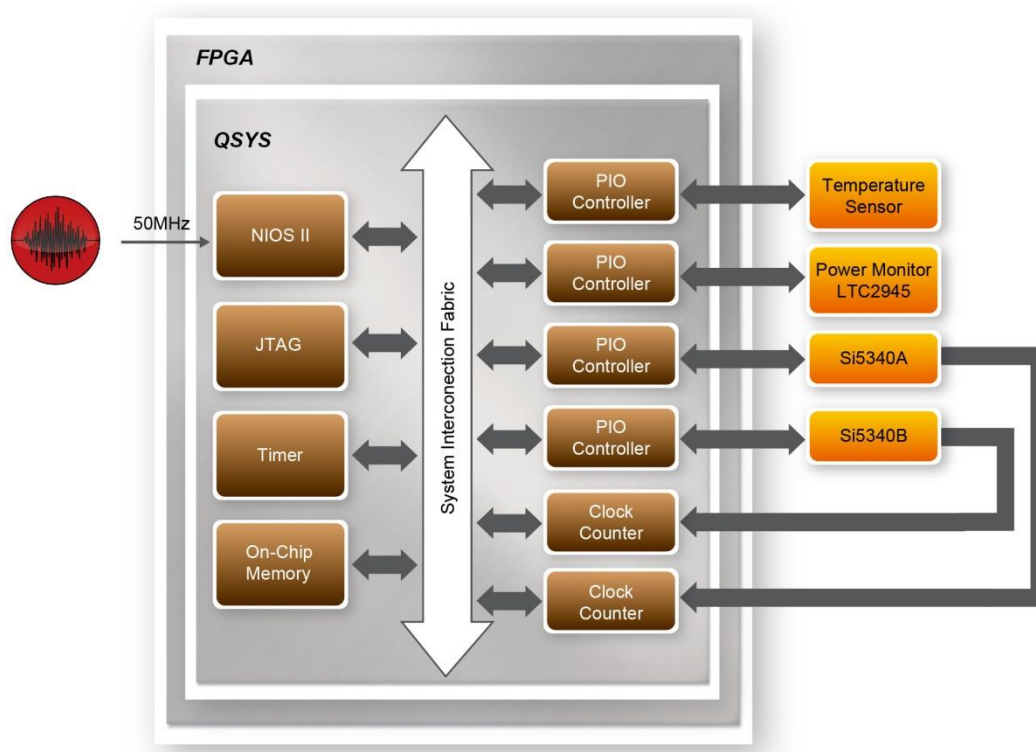 FPGA
QSYS
50MHz
NIOS II
JTAG
Timer
On-Chip
Memory
System Interconnection Fabric
PIO
Controller
PIO
Controller
PIO
Controller
PIO
Controller
Clock
Counter
Clock
Counter
Temperature
Sensor
Power Monitor
LTC2945
Si5340A
Si5340B